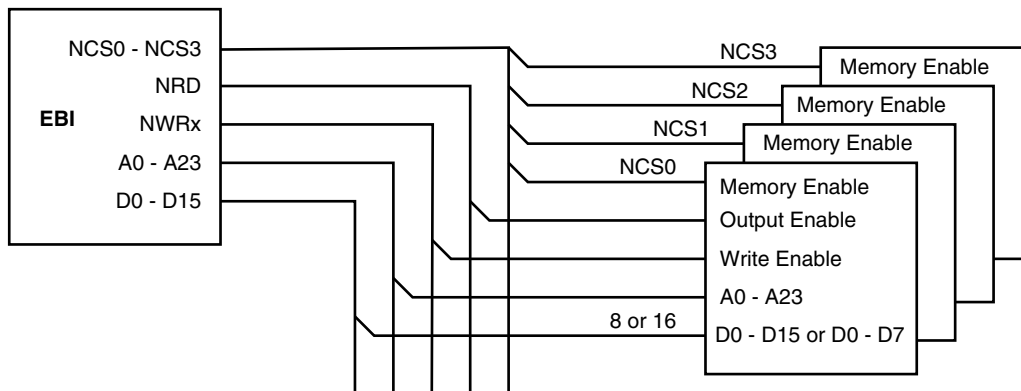 NCS0 - NCS3
NRD
EBI
NWRx
A0 - A23
D0 - D15
NCS3
Memory Enable
NCS2
Memory Enable
NCS1
Memory Enable
NCS0
Memory Enable
Output Enable
Write Enable
A0 - A23
8 or 16
D0 - D15 or D0 - D7